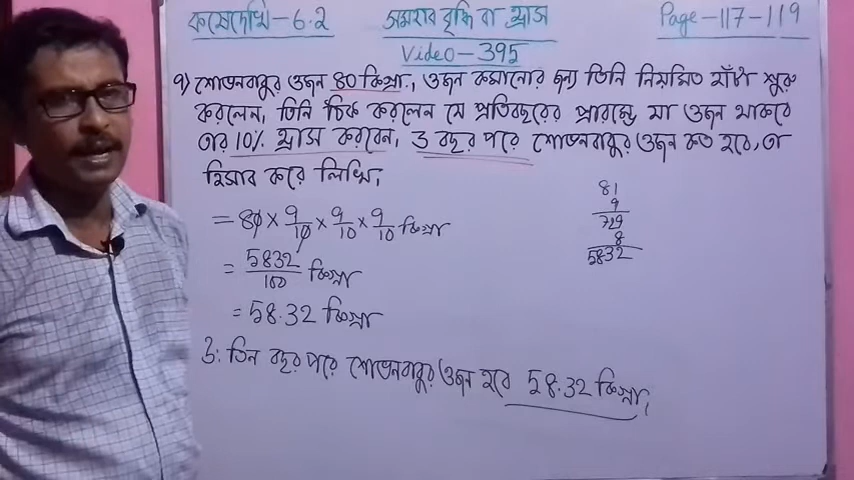 কষে দেখি – 6.2 সমহার বৃদ্ধি বা হ্রাস Page – 117 – 119
Video – 395
9) শোভনবাবুর ওজন 80 কিগ্রা., ওজন কমানোর জন্য তিনি নিয়মিত হাঁটা শুরু
করলেন, তিনি ঠিক করলেন যে প্রতিবছরের প্রারম্ভে যা ওজন থাকবে
তার 10% হ্রাস করবেন, 3 বছর পরে শোভনবাবুর ওজন কত হবে, তা
হিসাব করে লিখি,
= 80 × 9/10 × 9/10 × 9/10 কিগ্রা
= 5832/100 কিগ্রা
= 58.32 কিগ্রা
উ: তিন বছর পরে শোভনবাবুর ওজন হবে 58.32 কিগ্রা,
81
9
729
8
5832